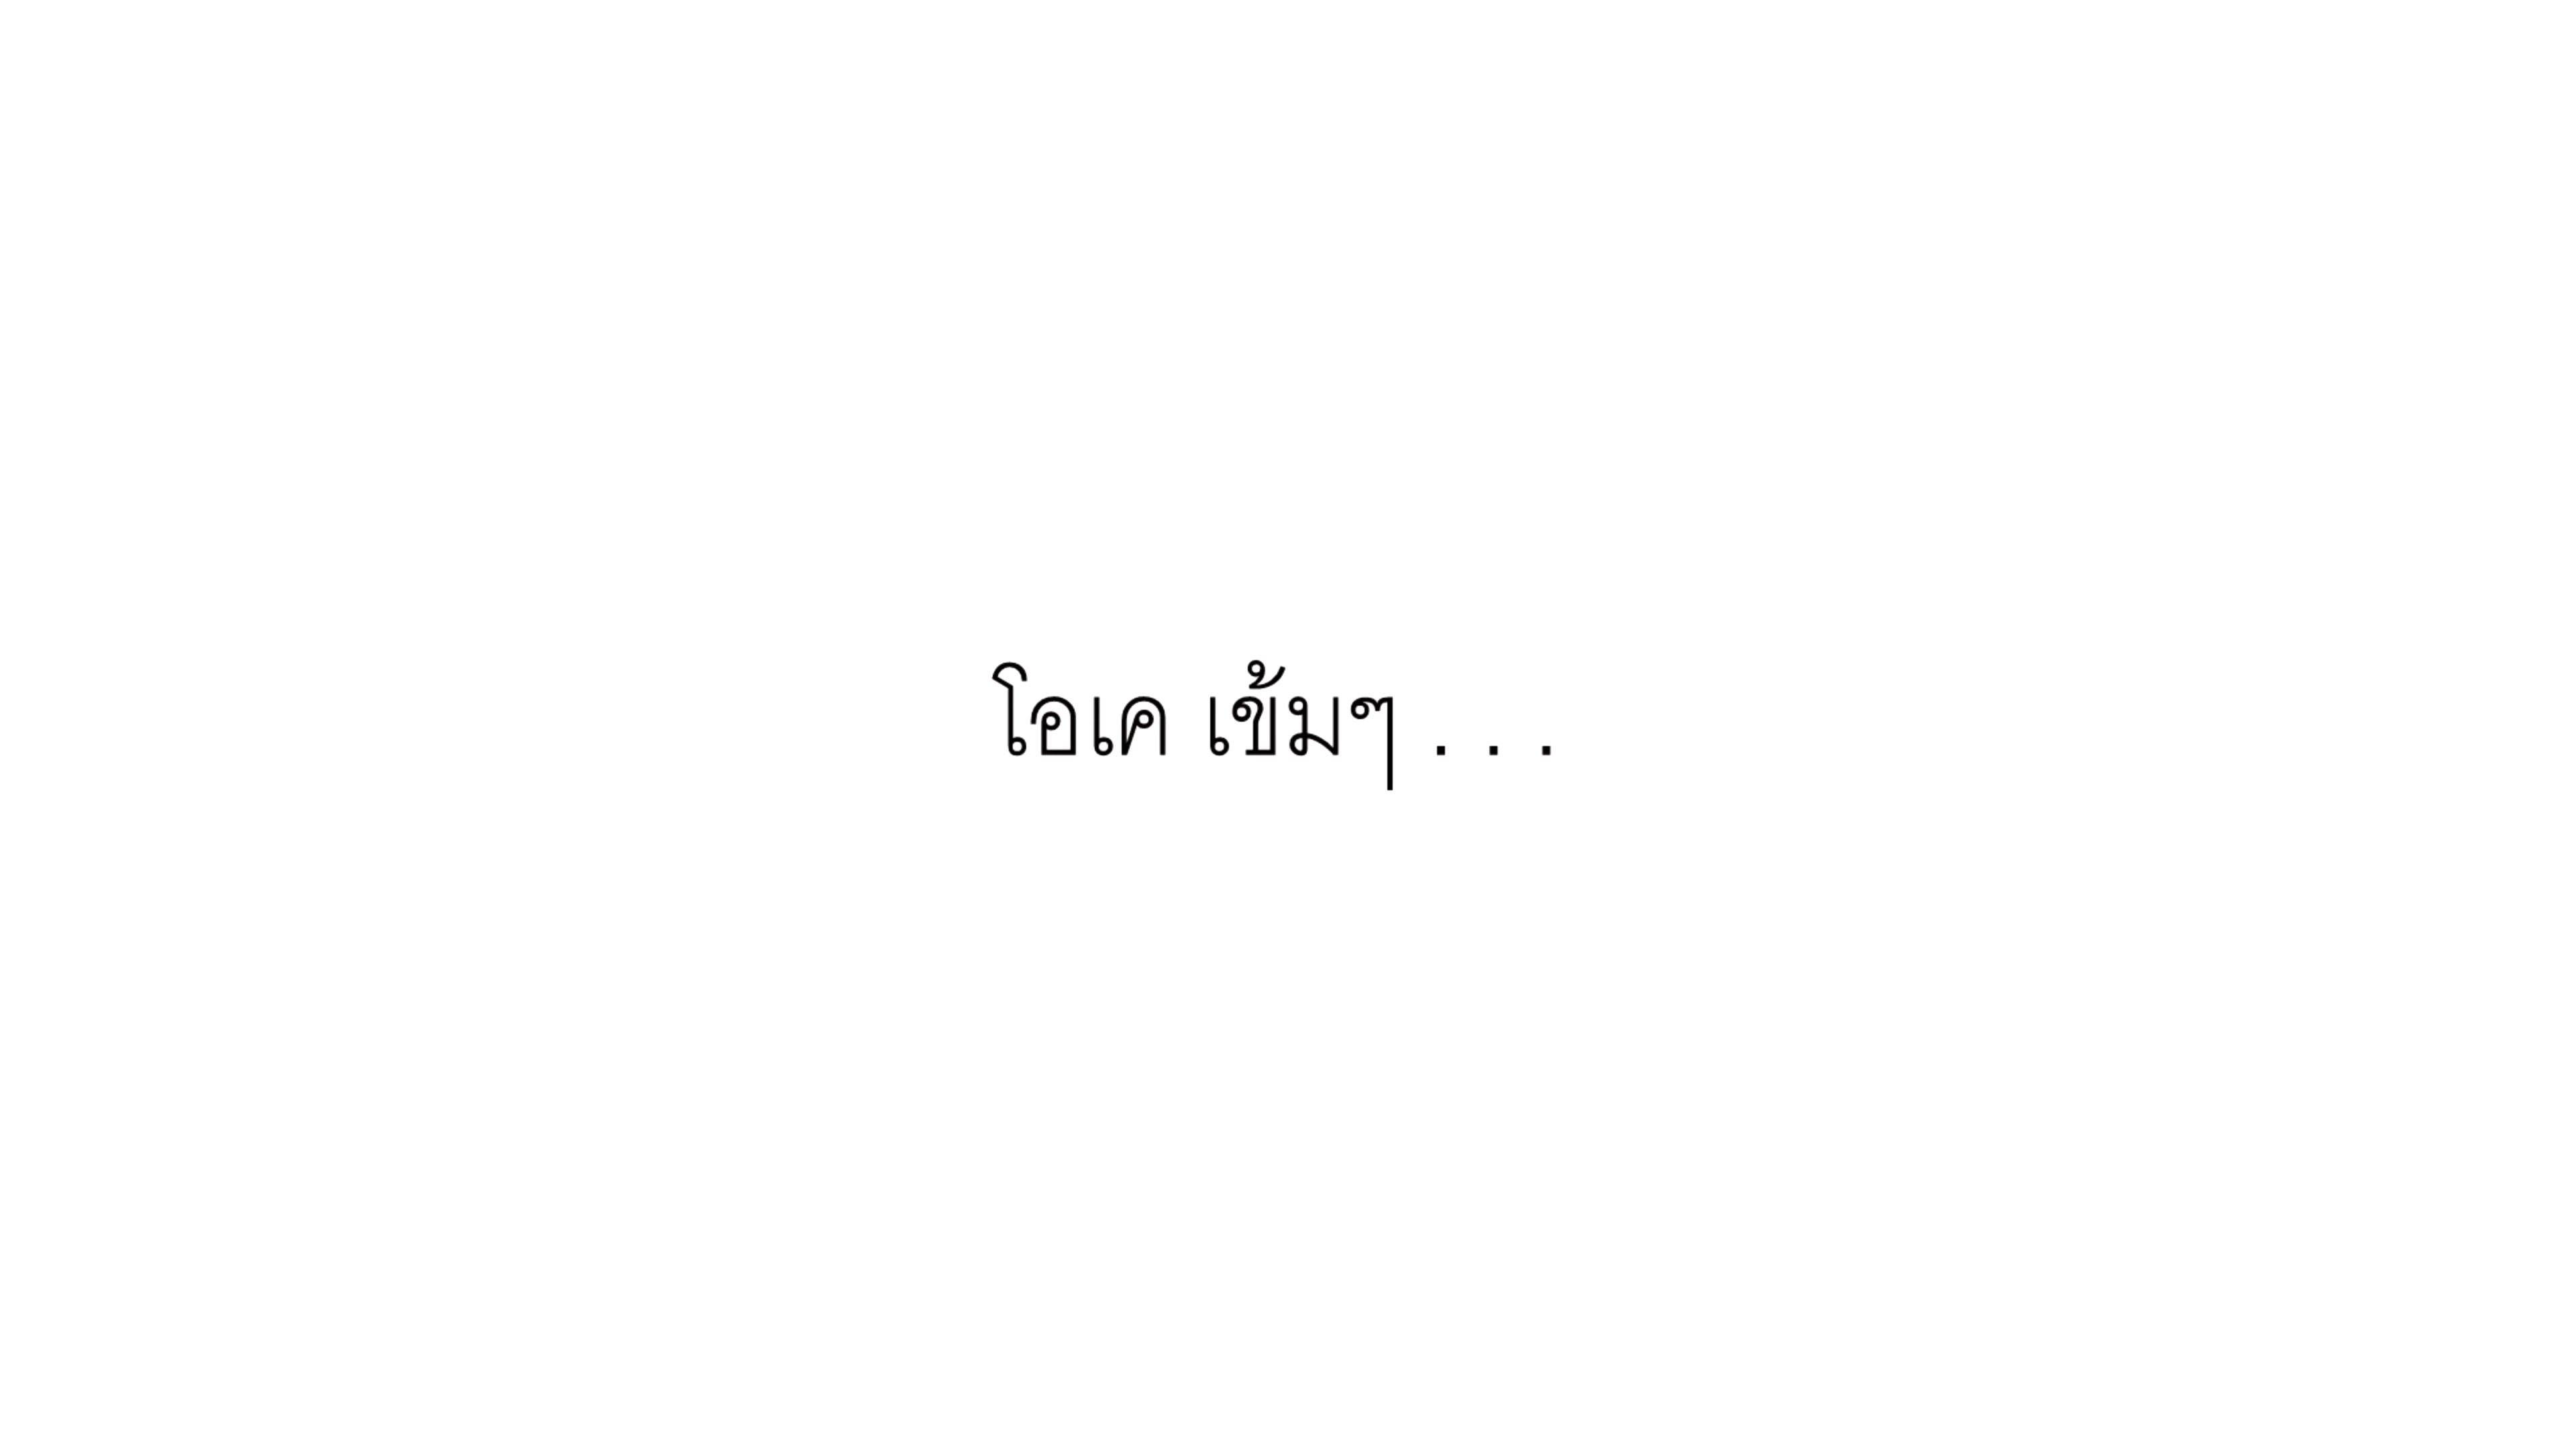 โอเค เข้มๆ . . .